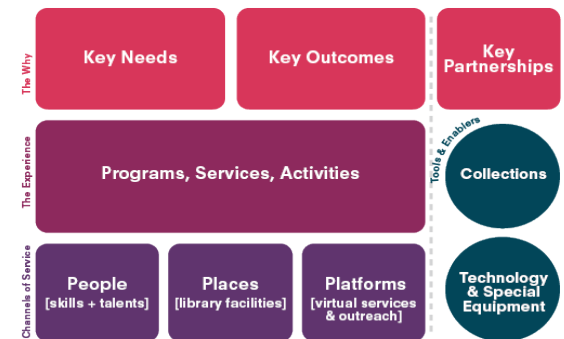 The Why
Key Needs
Key Outcomes
Key
Partnerships
The Experience
Programs, Services, Activities
Tools & Enablers
Collections
Channels of Service
People
[skills + talents]
Places
[library facilities]
Platforms
[virtual services
& outreach]
Technology
& Special
Equipment